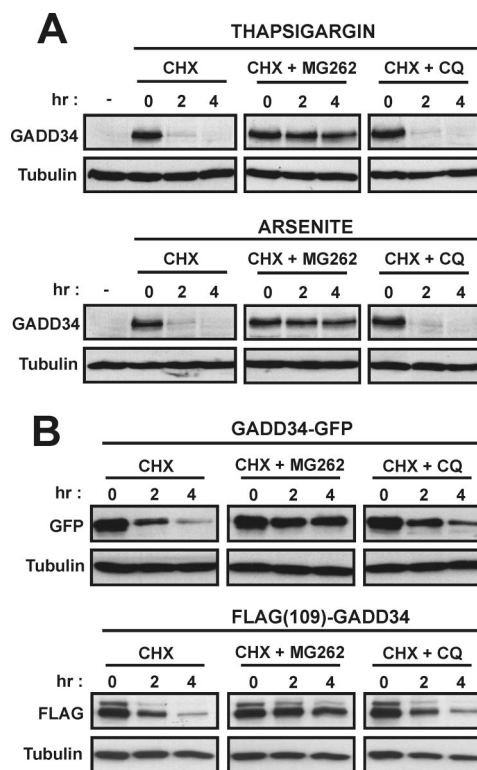 A
THAPSIGARGIN
CHX CHX + MG262 CHX + CQ
hr : - 0 2 4 0 2 4 0 2 4
GADD34
Tubulin
ARSENITE
CHX CHX + MG262 CHX + CQ
hr : - 0 2 4 0 2 4 0 2 4
GADD34
Tubulin
B
GADD34-GFP
CHX CHX + MG262 CHX + CQ
hr : 0 2 4 0 2 4 0 2 4
GFP
Tubulin
FLAG(109)-GADD34
CHX CHX + MG262 CHX + CQ
hr : 0 2 4 0 2 4 0 2 4
FLAG
Tubulin